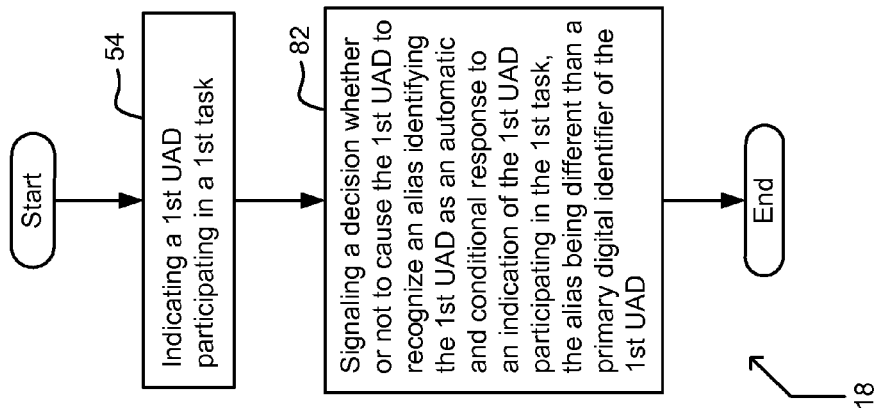 Start
54
Indicating a 1st UAD
participating in a 1st task
82
Signaling a decision whether
or not to cause the 1st UAD to
recognize an alias identifying
the 1st UAD as an automatic
and conditional response to
an indication of the 1st UAD
participating in the 1st task,
the alias being different than a
primary digital identifier of the
1st UAD
End
18